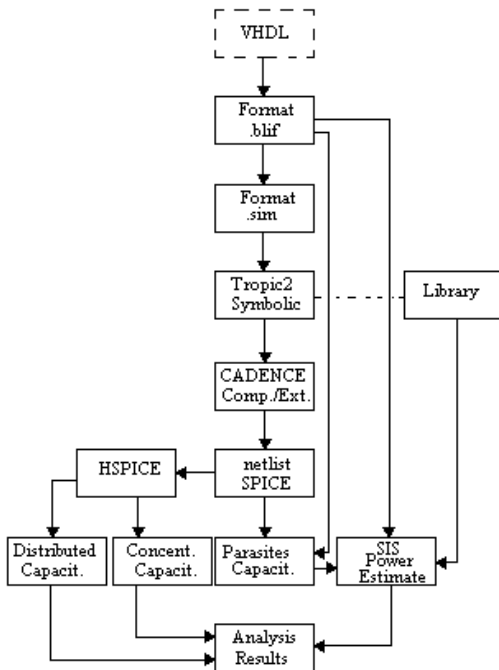 VHDL
Format
.blif
Format
.sim
Tropic2
Symbolic
Library
CADENCE
Comp./Ext.
HSPICE
netlist
SPICE
Distributed
Capacit.
Concent.
Capacit.
Parasites
Capacit.
SIS
Power
Estimate
Analysis
Results